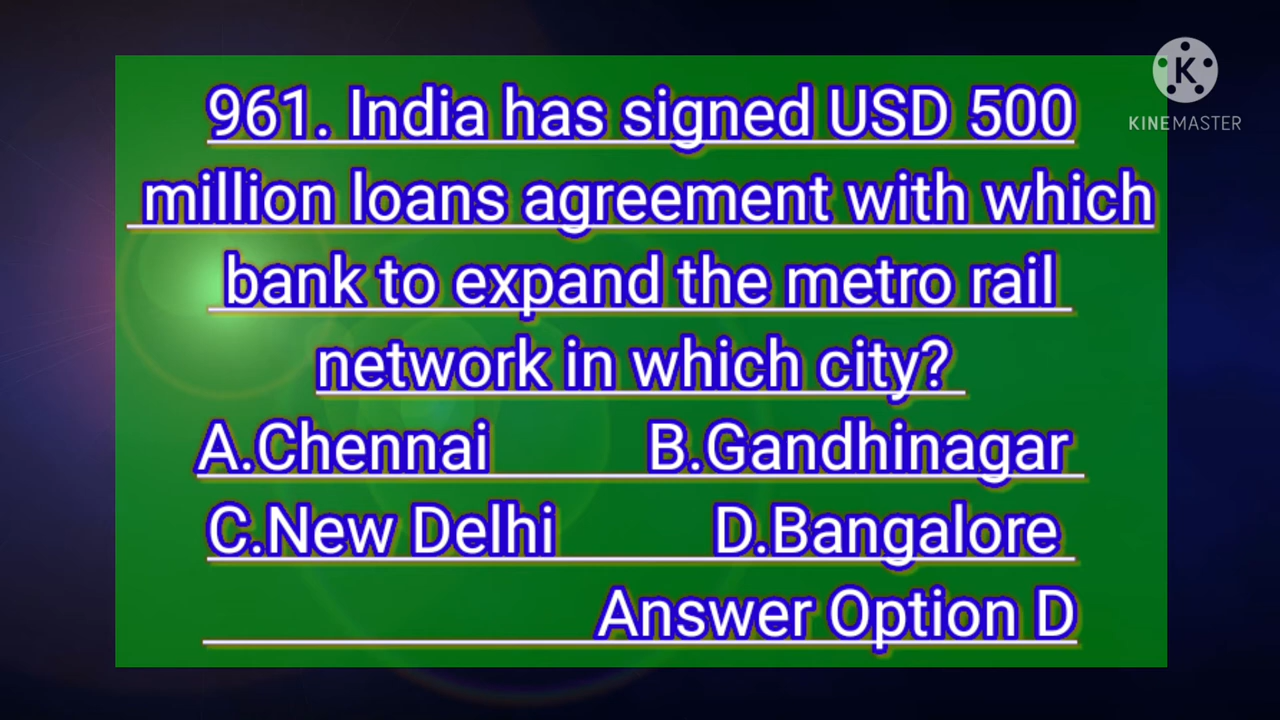 961. India has signed USD 500
million loans agreement with which
bank to expand the metro rail
network in which city?
A.Chennai B.Gandhinagar
C.New Delhi D.Bangalore
Answer Option D
K
KINEMASTER